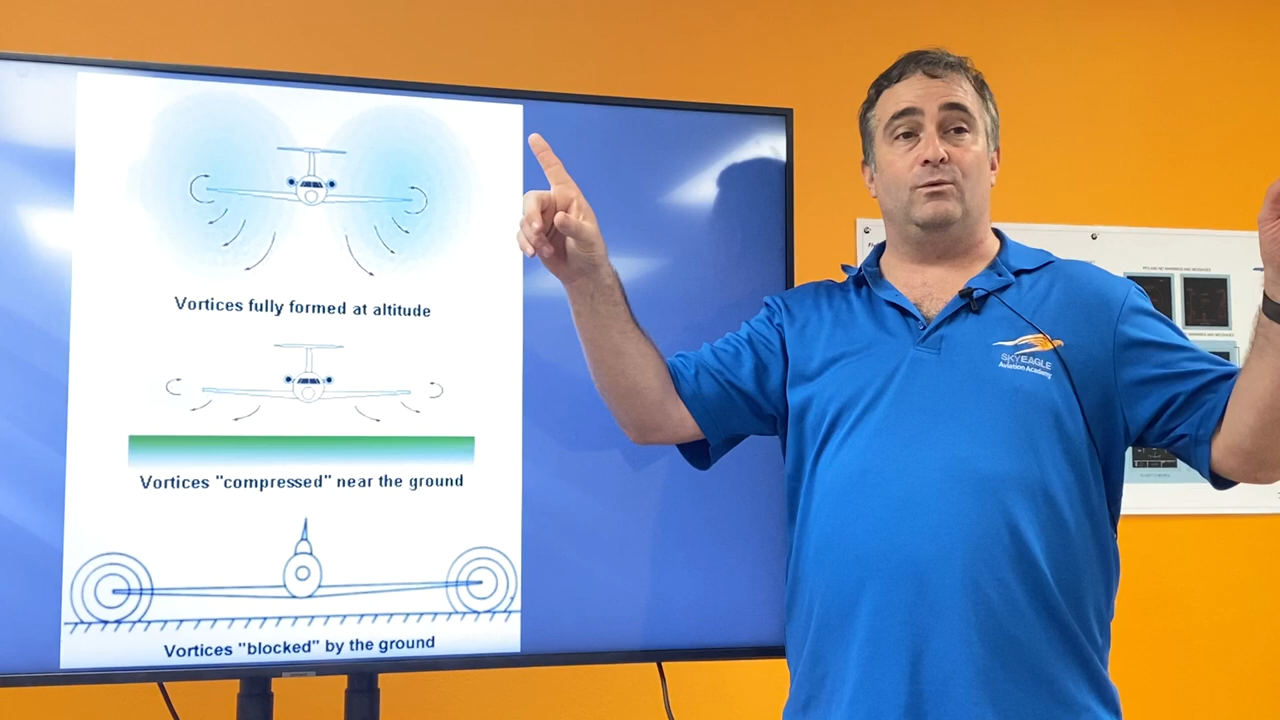 Vortices fully formed at altitude
Vortices "compressed" near the ground
Vortices "blocked" by the ground
SKYEAGLE
Aviation Academy